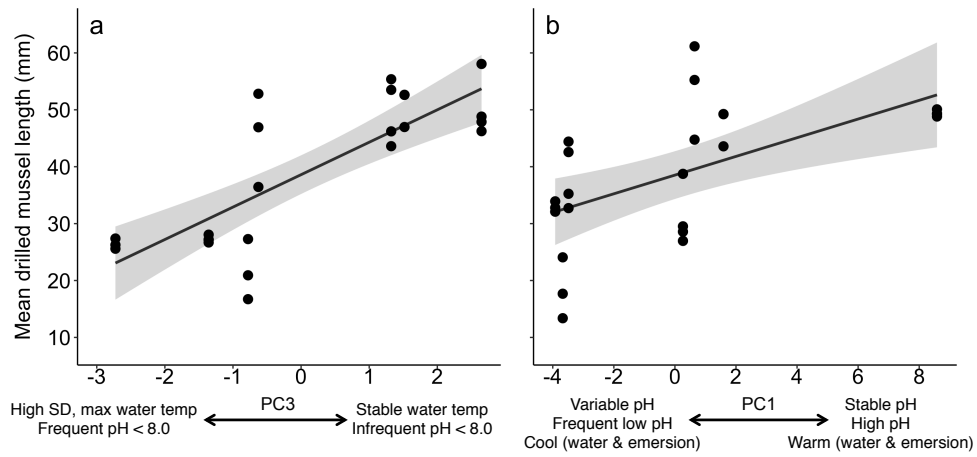 a
b
Mean drilled mussel length (mm)
60
50
40
30
20
10
-3 -2 -1 0 1 2
-4 -2 0 2 4 6 8
High SD, max water temp
Frequent pH < 8.0
PC3
Stable water temp
Infrequent pH < 8.0
Variable pH
Frequent low pH
Cool (water & emersion)
PC1
Stable pH
High pH
Warm (water & emersion)